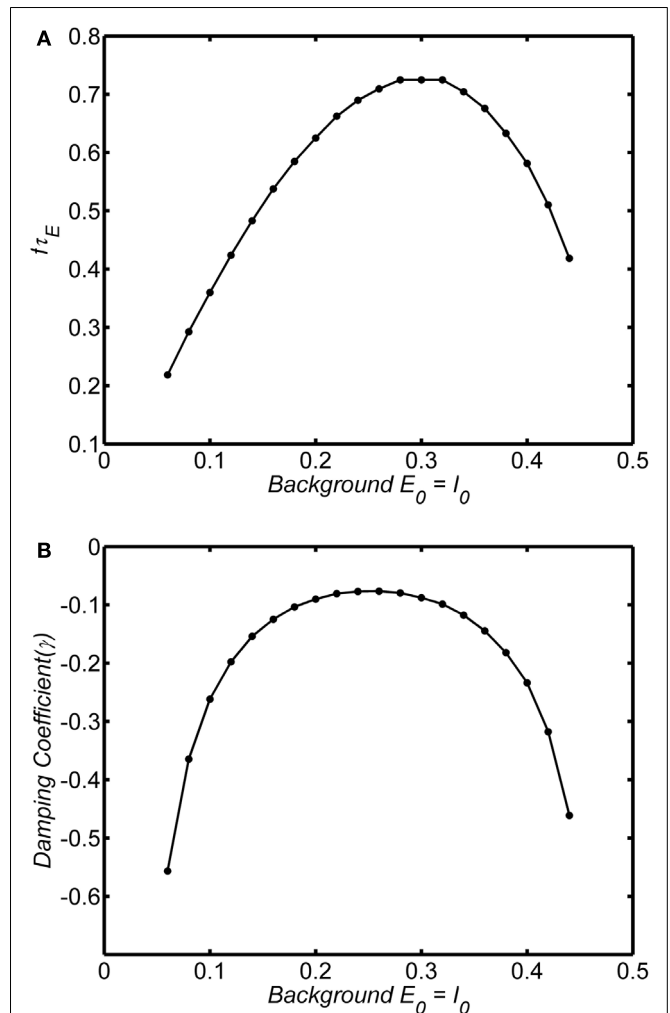 A
0.8
0.7
0.6
0.5
0.4
0.3
0.2
0.1
fτE
0 0.1 0.2 0.3 0.4 0.5
Background E0 = I0
B
0
-0.1
-0.2
-0.3
-0.4
-0.5
-0.6
Damping Coefficient(γ)
0 0.1 0.2 0.3 0.4 0.5
Background E0 = I0